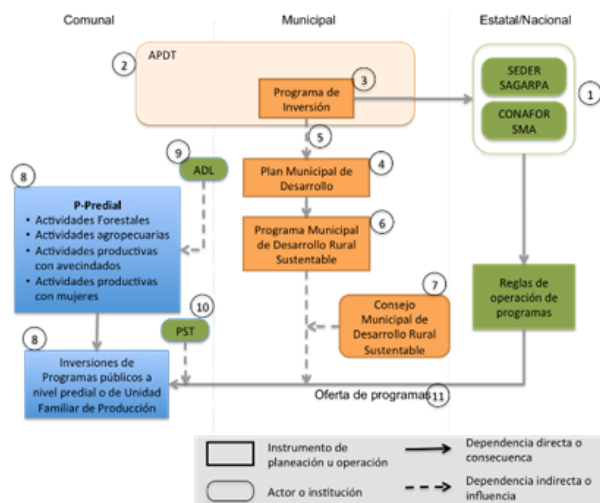 Comunal
Municipal
Estatal/Nacional
2
APDT
3
Programa de
Inversión
SEDER
SAGARPA
CONAFOR
SMA
1
5
9
ADL
4
Plan Municipal de
Desarrollo
8
P-Predial
• Actividades Forestales
• Actividades agropecuarias
• Actividades productivas
con avecindados
• Actividades productivas
con mujeres
6
Programa Municipal
de Desarrollo Rural
Sustentable
7
Consejo
Municipal de
Desarrollo Rural
Sustentable
Reglas de
operación de
programas
10
PST
8
Inversiones de
Programas públicos a
nivel predial o de Unidad
Familiar de Producción
Oferta de programas
11
Instrumento de
planeación u operación
Dependencia directa o
consecuenca
Actor o institución
Dependencia indirecta o
influencia